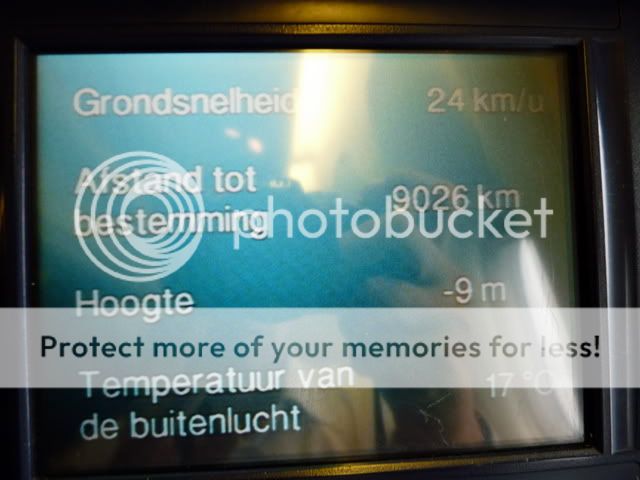 Grondsnelheid 24 km/u
Afstand tot
bestemming 9026 km
photobucket
Hoogte -9 m
Protect more of your memories for less!
Temperatuur van 17 °C
de buitenlucht